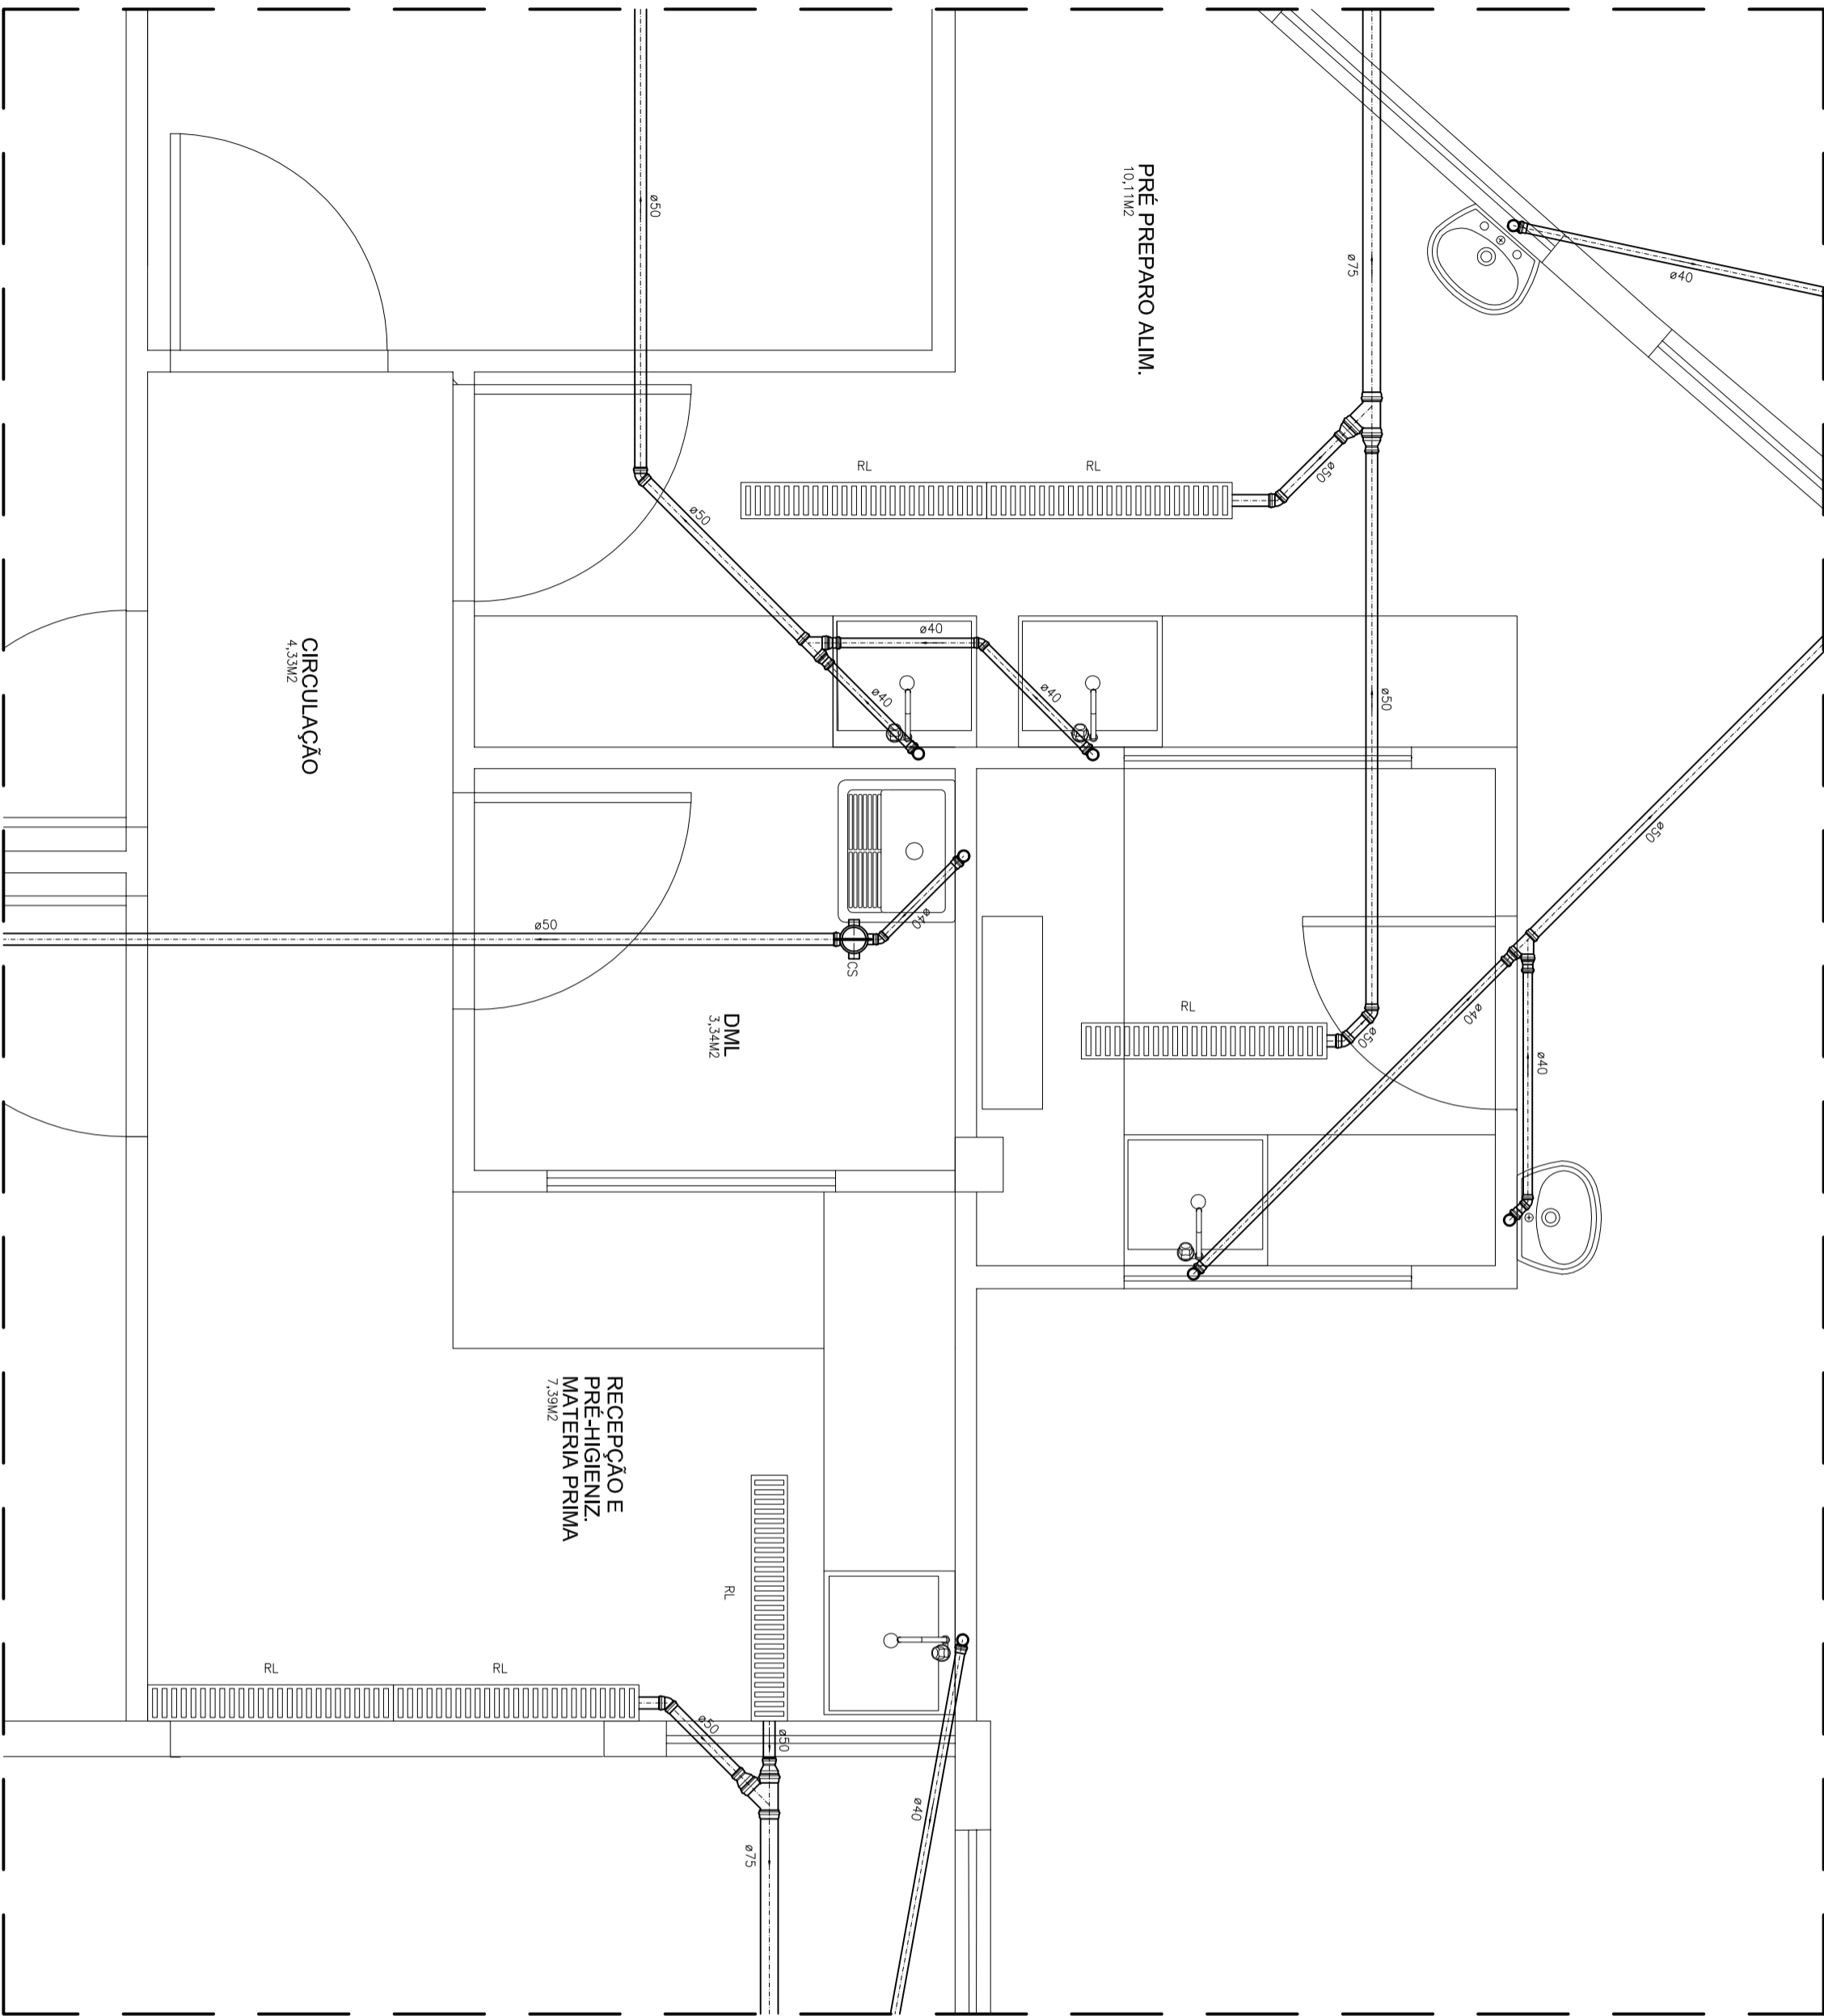 ø50
PRÉ PREPARO ALIM.
10,11M2
ø75
ø40
RL
RL
ø50
ø50
ø40
ø40
ø40
CIRCULAÇÃO
4,33M2
ø50
ø50
ø50
ø40
CS
DML
3,34M2
RL
ø50
ø40
ø40
RECEPÇÃO E
PRÉ-HIGIENIZ.
MATERIA PRIMA
7,39M2
RL
RL
RL
ø50
ø50
ø40
ø75